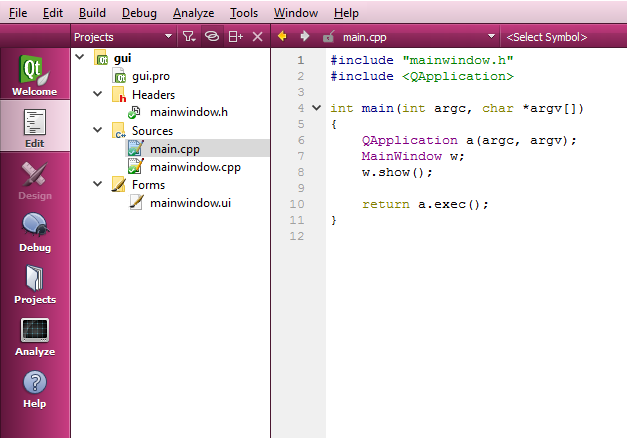 File Edit Build Debug Analyze Tools Window Help
Projects
main.cpp
<Select Symbol>
Qt
Welcome
Edit
Design
Debug
Projects
Analyze
Help
gui
gui.pro
Headers
mainwindow.h
Sources
main.cpp
mainwindow.cpp
Forms
mainwindow.ui
1 #include "mainwindow.h"
2 #include <QApplication>
3
4 int main(int argc, char *argv[])
5 {
6 QApplication a(argc, argv);
7 MainWindow w;
8 w.show();
9
10 return a.exec();
11 }
12